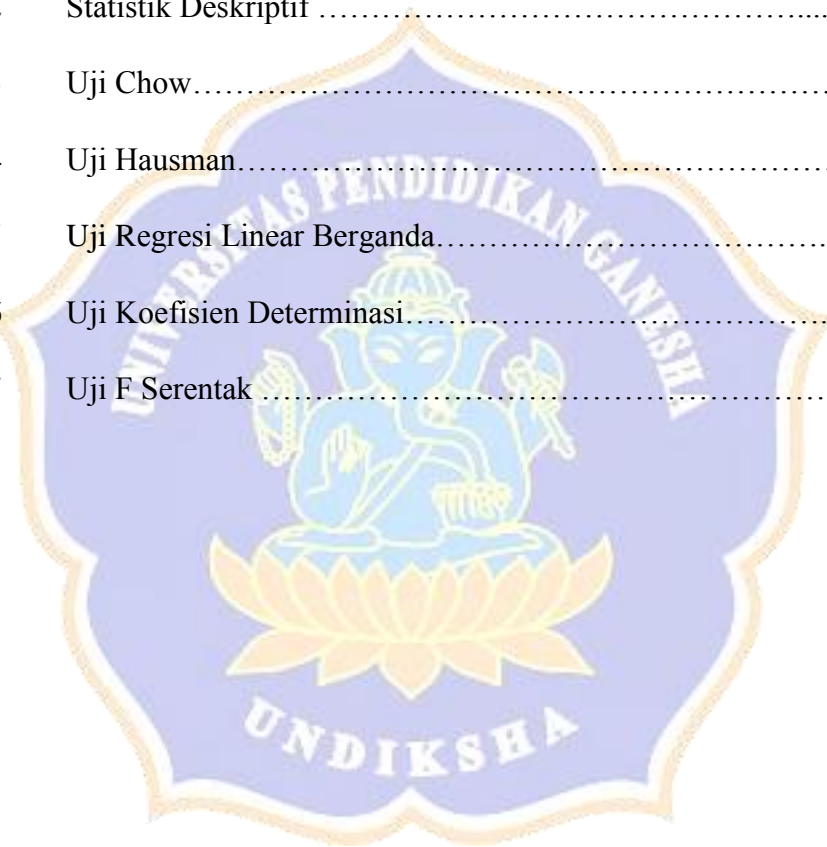 Statistik Deskriptif …………………………………………....
Uji Chow……………………………………………………
Uji Hausman…………………………………………………
Uji Regresi Linear Berganda…………………………………
Uji Koefisien Determinasi……………………………………
Uji F Serentak ………………………………………………
UNIVERSITAS PENDIDIKAN GANESHA
UNDIKSHA